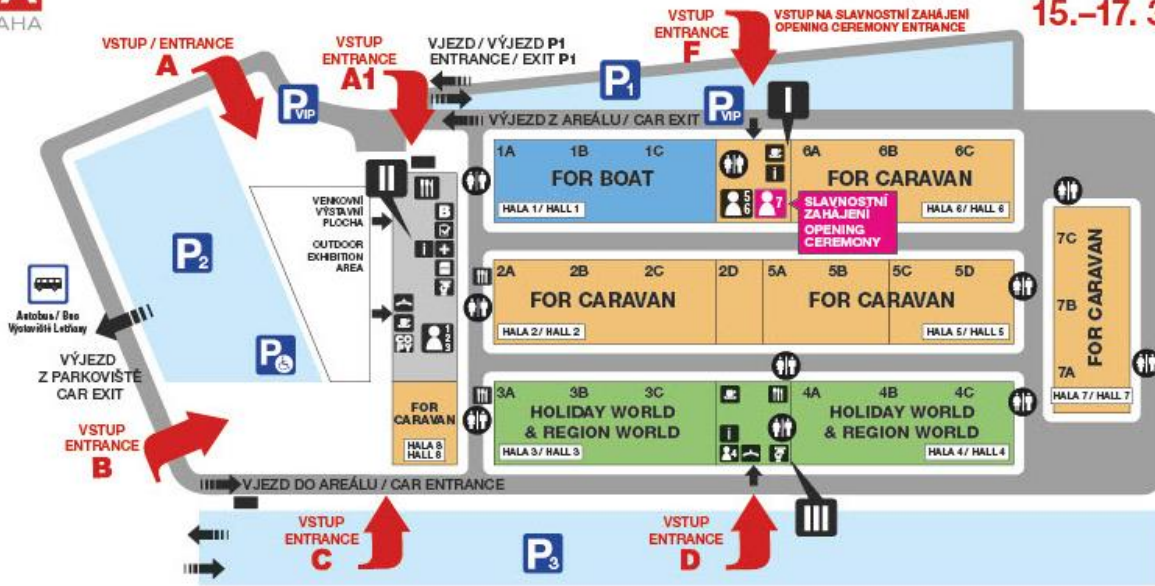 AHA
15.–17. 3
VSTUP / ENTRANCE
A
VSTUP
ENTRANCE
A1
VJEZD / VÝJEZD P1
ENTRANCE / EXIT P1
VSTUP
ENTRANCE
F
VSTUP NA SLAVNOSTNÍ ZAHÁJENÍ
OPENING CEREMONY ENTRANCE
P VIP
P1
P VIP
I
VÝJEZD Z AREÁLU / CAR EXIT
II
1A 1B 1C
FOR BOAT
HALA 1 / HALL 1
i
5
6
7
6A 6B 6C
FOR CARAVAN
HALA 6 / HALL 6
SLAVNOSTNÍ
ZAHÁJENÍ
OPENING
CEREMONY
VENKOVNÍ
VÝSTAVNÍ
PLOCHA
OUTDOOR
EXHIBITION
AREA
B
i
COPY
1
2
3
P2
Autobus / Bus
Výstaviště Letňany
P
VÝJEZD
Z PARKOVIŠTĚ
CAR EXIT
2A 2B 2C 2D 5A 5B 5C 5D
FOR CARAVAN
FOR CARAVAN
HALA 2 / HALL 2
HALA 5 / HALL 5
7C
7B
7A
FOR CARAVAN
HALA 7 / HALL 7
FOR
CARAVAN
HALA 8
HALL 8
3A 3B 3C
HOLIDAY WORLD
& REGION WORLD
HALA 3 / HALL 3
i
4
4A 4B 4C
HOLIDAY WORLD
& REGION WORLD
HALA 4 / HALL 4
VSTUP
ENTRANCE
B
VJEZD DO AREÁLU / CAR ENTRANCE
III
VSTUP
ENTRANCE
C
P3
VSTUP
ENTRANCE
D